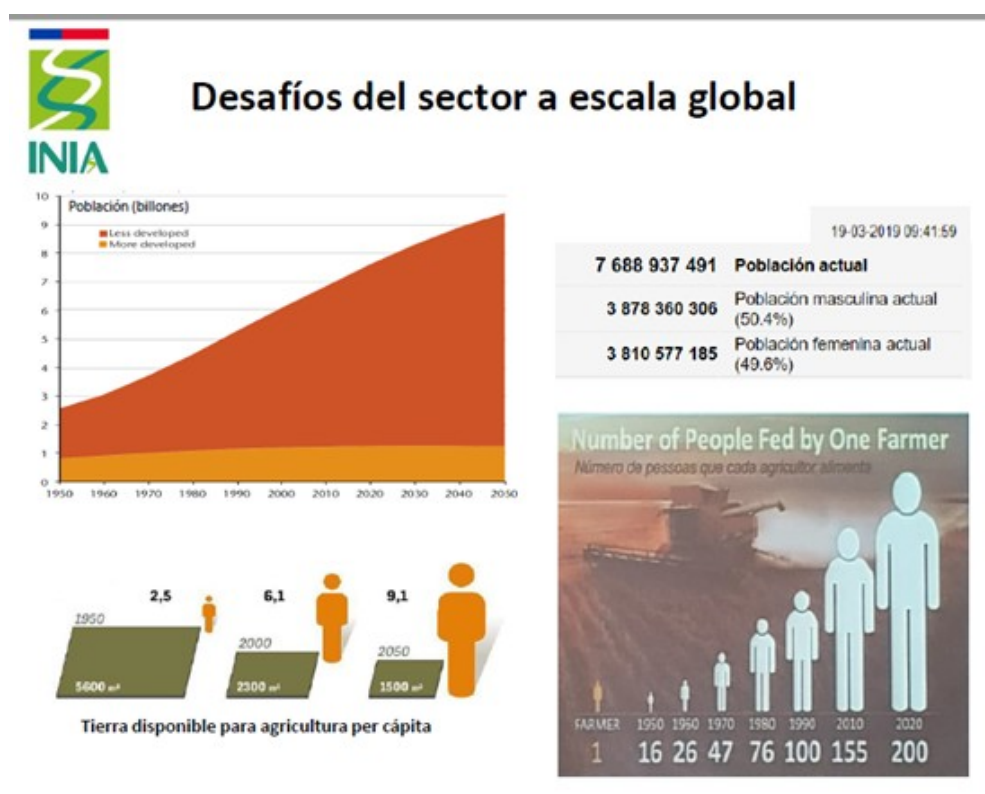 INIA
Desafíos del sector a escala global
Población (billones)
Less developed
More developed
10
9
8
7
6
5
4
3
2
1
0
1950 1960 1970 1980 1990 2000 2010 2020 2030 2040 2050
19-03-2019 09:41:59
7 688 937 491 Población actual
3 878 360 306 Población masculina actual
(50.4%)
3 810 577 185 Población femenina actual
(49.6%)
2,5 6,1 9,1
1950
2000
2050
5600 m² 2300 m² 1500 m²
Tierra disponible para agricultura per cápita
Number of People Fed by One Farmer
Número de pessoas que cada agricultor alimenta
FARMER 1950 1960 1970 1980 1990 2010 2020
1 16 26 47 76 100 155 200